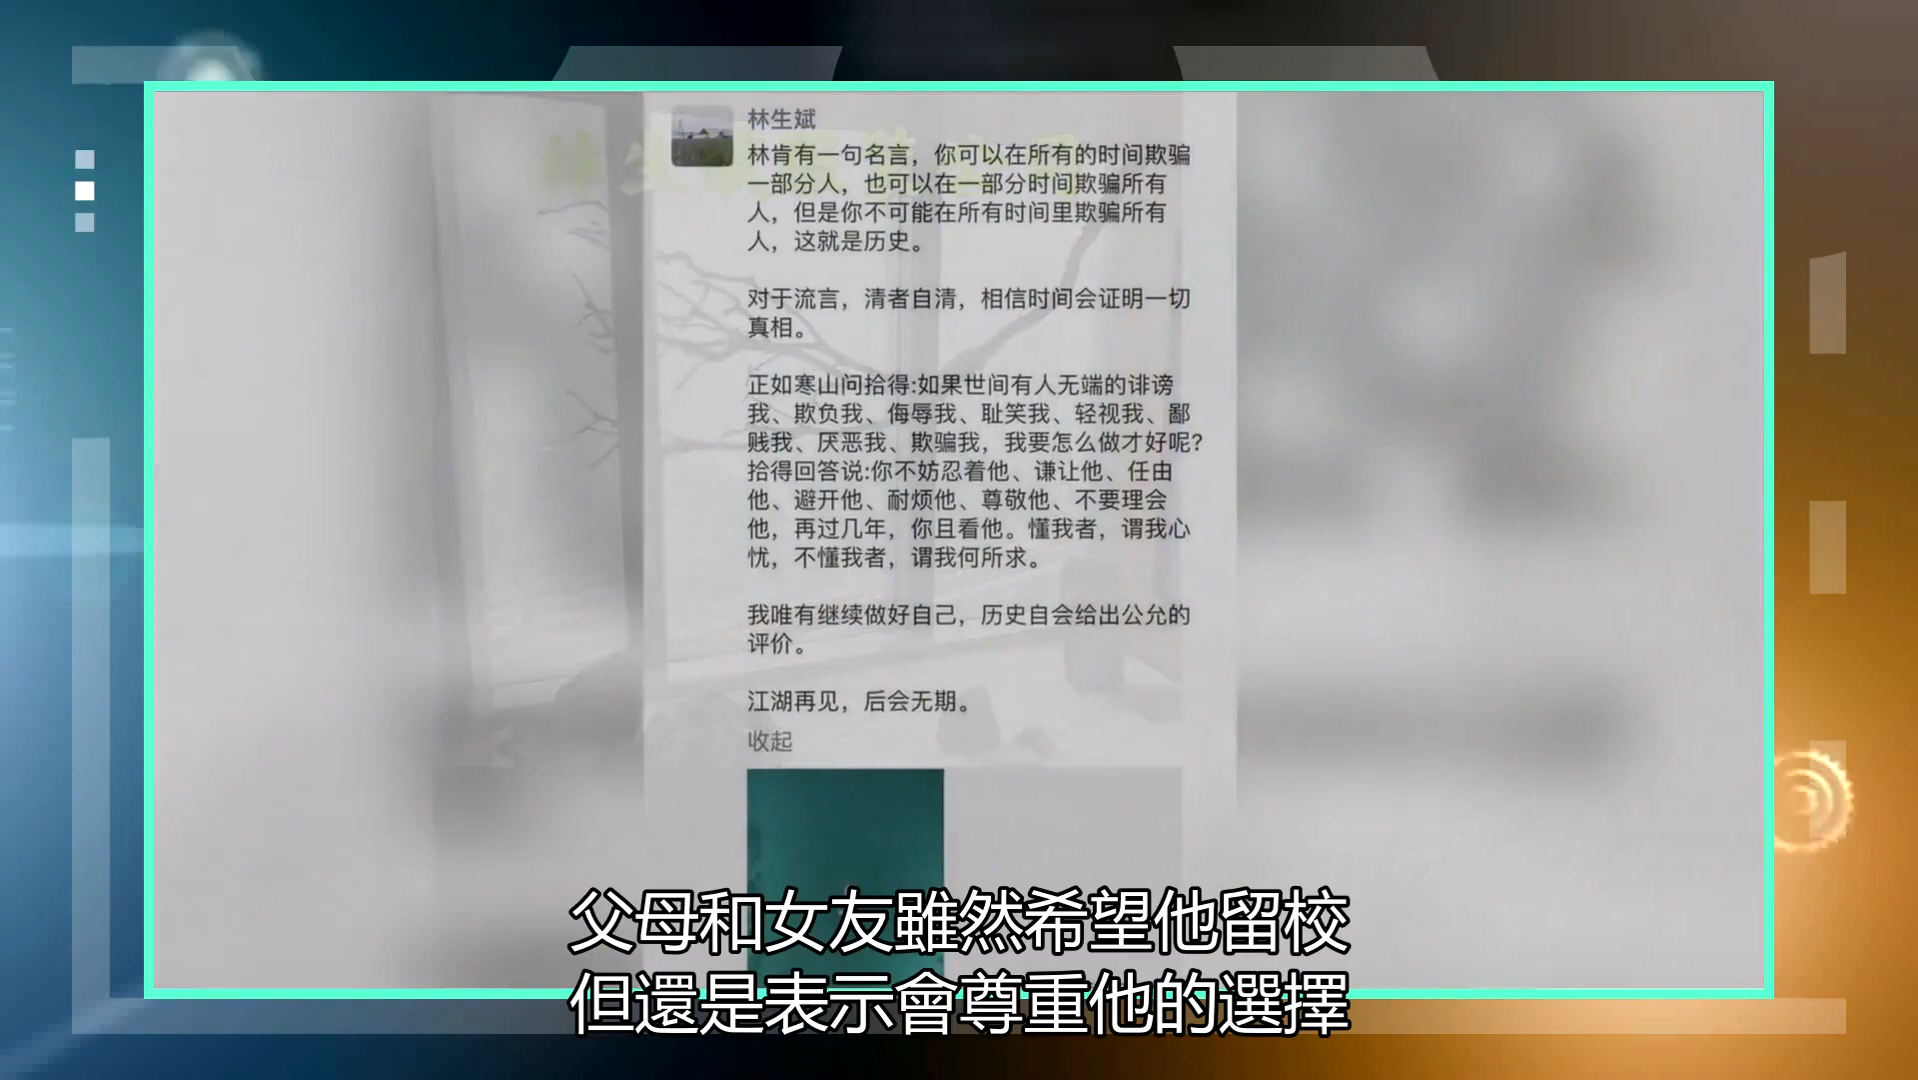 林生斌
林肯有一句名言，你可以在所有的时间欺骗
一部分人，也可以在一部分时间欺骗所有
人，但是你不可能在所有时间里欺骗所有
人，这就是历史。
对于流言，清者自清，相信时间会证明一切
真相。
正如寒山问拾得:如果世间有人无端的诽谤
我、欺负我、侮辱我、耻笑我、轻视我、鄙
贱我、厌恶我、欺骗我，我要怎么做才好呢?
拾得回答说:你不妨忍着他、谦让他、任由
他、避开他、耐烦他、尊敬他、不要理会
他，再过几年，你且看他。懂我者，谓我心
忧，不懂我者，谓我何所求。
我唯有继续做好自己，历史自会给出公允的
评价。
江湖再见，后会无期。
收起
父母和女友雖然希望他留校
但還是表示會尊重他的選擇